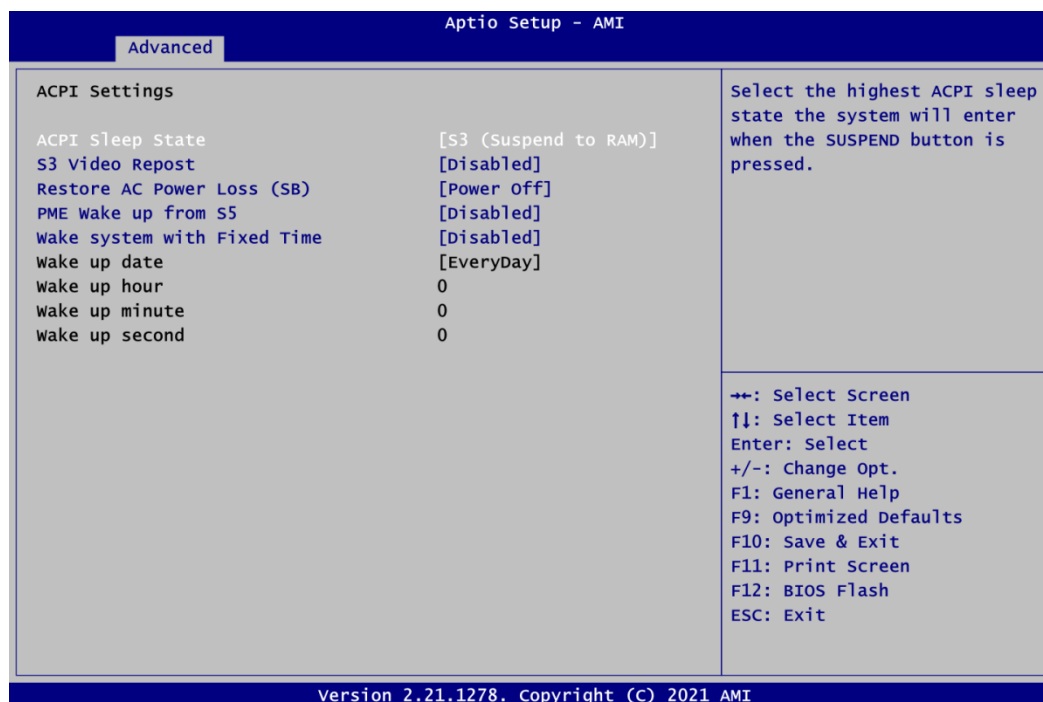 Aptio Setup – AMI
Advanced
ACPI Settings
ACPI Sleep State [S3 (Suspend to RAM)]
S3 Video Repost [Disabled]
Restore AC Power Loss (SB) [Power Off]
PME Wake up from S5 [Disabled]
Wake system with Fixed Time [Disabled]
Wake up date [EveryDay]
Wake up hour 0
Wake up minute 0
Wake up second 0
Select the highest ACPI sleep
state the system will enter
when the SUSPEND button is
pressed.
→←: Select Screen
↑↓: Select Item
Enter: Select
+/-: Change Opt.
F1: General Help
F9: Optimized Defaults
F10: Save & Exit
F11: Print Screen
F12: BIOS Flash
ESC: Exit
Version 2.21.1278. Copyright (C) 2021 AMI